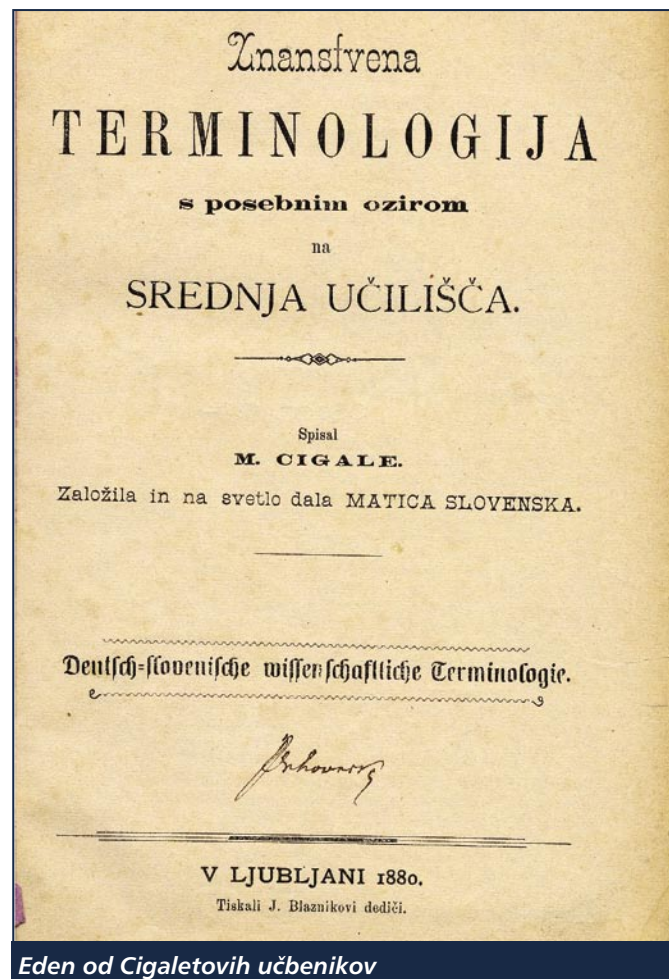 Znanstvena
TERMINOLOGIJA
s posebnim ozirom
na
SREDNJA UČILIŠČA.
Spisal
M. CIGALE.
Založila in na svetlo dala MATICA SLOVENSKA.
Deutsch-slovenische wissenschaftliche Terminologie.
V LJUBLJANI 1880.
Tiskali J. Blaznikovi dediči.
Eden od Cigaletovih učbenikov